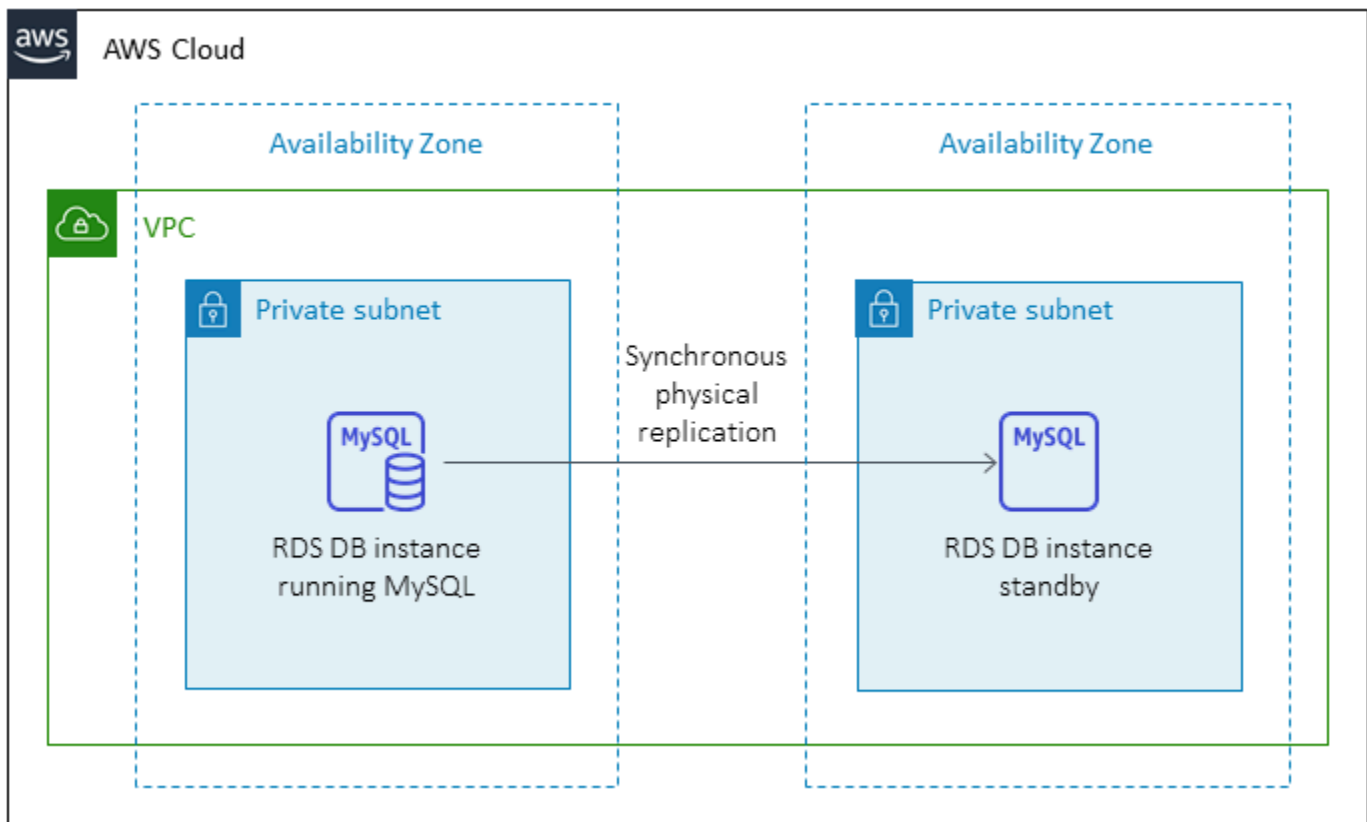 aws
AWS Cloud
Availability Zone
Availability Zone
VPC
Private subnet
Private subnet
Synchronous
physical
replication
MySQL
MySQL
RDS DB instance
running MySQL
RDS DB instance
standby